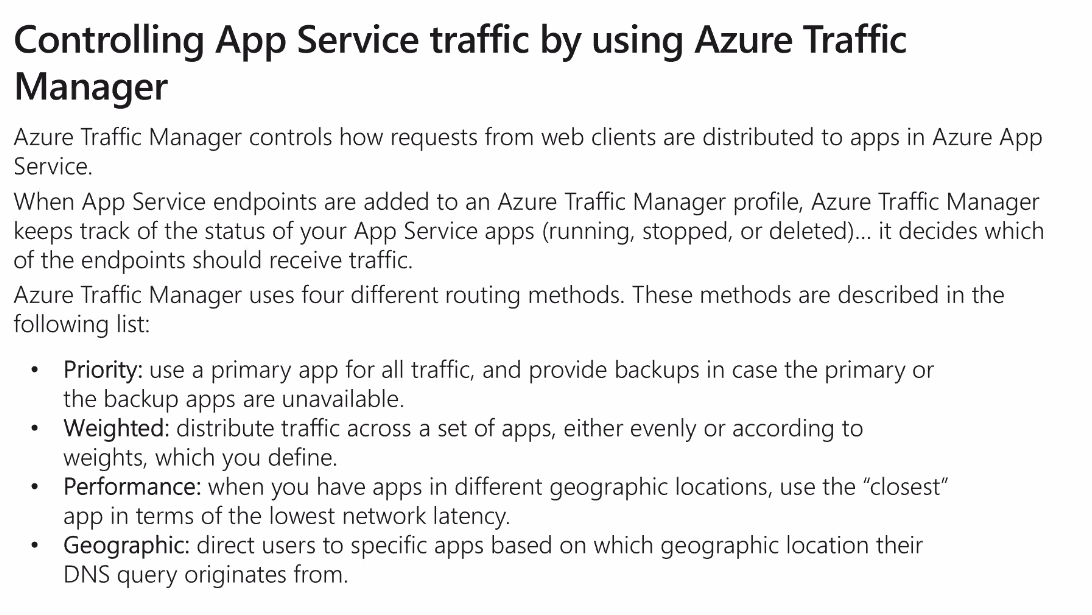 Controlling App Service traffic by using Azure Traffic
Manager
Azure Traffic Manager controls how requests from web clients are distributed to apps in Azure App
Service.
When App Service endpoints are added to an Azure Traffic Manager profile, Azure Traffic Manager
keeps track of the status of your App Service apps (running, stopped, or deleted)... it decides which
of the endpoints should receive traffic.
Azure Traffic Manager uses four different routing methods. These methods are described in the
following list:
• Priority: use a primary app for all traffic, and provide backups in case the primary or
the backup apps are unavailable.
• Weighted: distribute traffic across a set of apps, either evenly or according to
weights, which you define.
• Performance: when you have apps in different geographic locations, use the “closest”
app in terms of the lowest network latency.
• Geographic: direct users to specific apps based on which geographic location their
DNS query originates from.